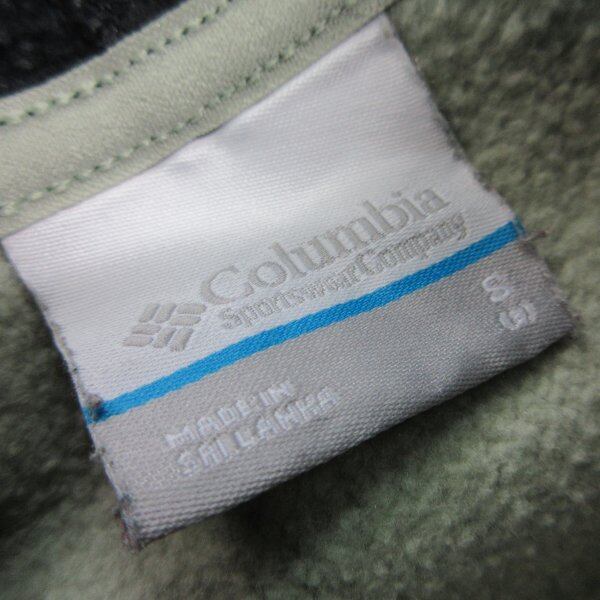 Columbia
Sportswear Company
S
MADE IN
SRI LANKA